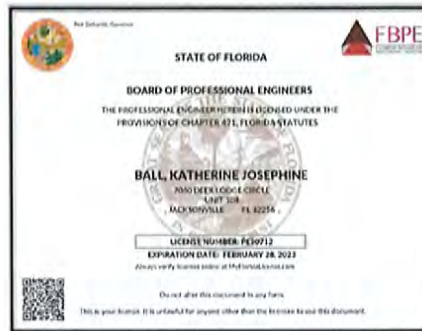 Ron DeSantis, Governor
FBPE
STATE OF FLORIDA
BOARD OF PROFESSIONAL ENGINEERS
THE PROFESSIONAL ENGINEER HEREIN IS LICENSED UNDER THE
PROVISIONS OF CHAPTER 471, FLORIDA STATUTES
BALL, KATHERINE JOSEPHINE
DEER LODGE CIRCLE
UNIT
JACKSONVILLE FL 32256
LICENSE NUMBER:
EXPIRATION DATE: FEBRUARY 28, 2023
Always verify licenses online at MyFloridaLicense.com
Do not alter this document in any form.
This is your license. It is unlawful for anyone other than the licensee to use this document.